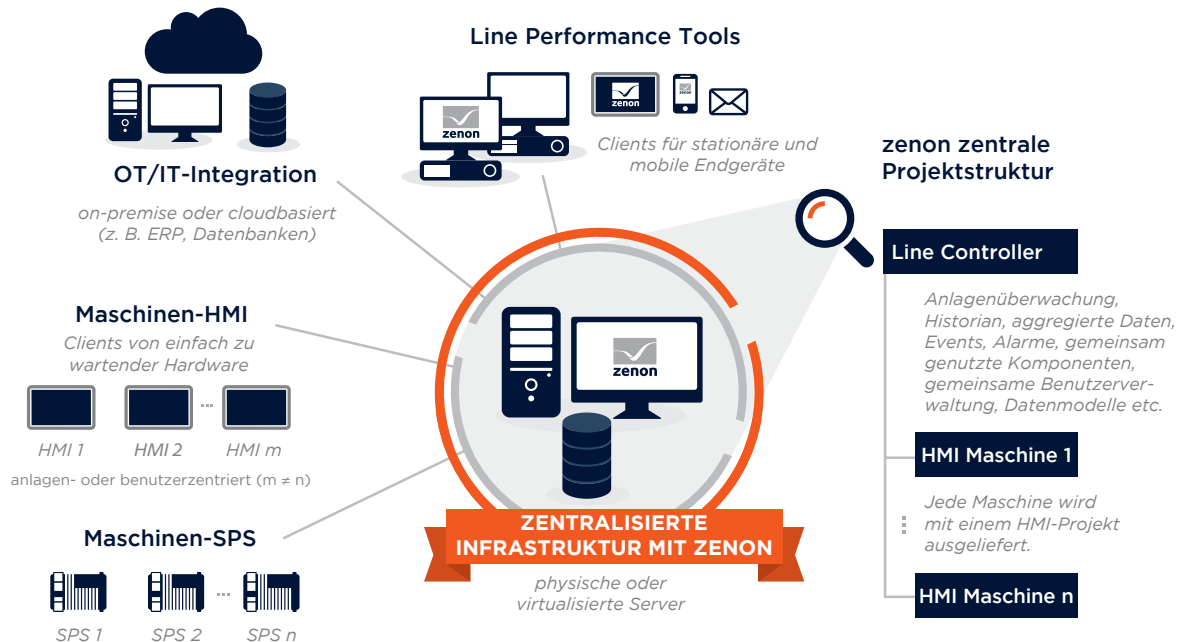 Line Performance Tools
zenon
zenon
zenon
Clients für stationäre und
mobile Endgeräte
OT/IT-Integration
on-premise oder cloudbasiert
(z. B. ERP, Datenbanken)
Maschinen-HMI
Clients von einfach zu
wartender Hardware
...
HMI 1
HMI 2
HMI m
anlagen- oder benutzerzentriert (m ≠ n)
Maschinen-SPS
...
SPS 1
SPS 2
SPS n
zenon
ZENTRALISIERTE
INFRASTRUKTUR MIT ZENON
physische oder
virtualisierte Server
zenon zentrale
Projektstruktur
Line Controller
Anlagenüberwachung,
Historian, aggregierte Daten,
Events, Alarme, gemeinsam
genutzte Komponenten,
gemeinsame Benutzerver-
waltung, Datenmodelle etc.
HMI Maschine 1
Jede Maschine wird
mit einem HMI-Projekt
ausgeliefert.
HMI Maschine n